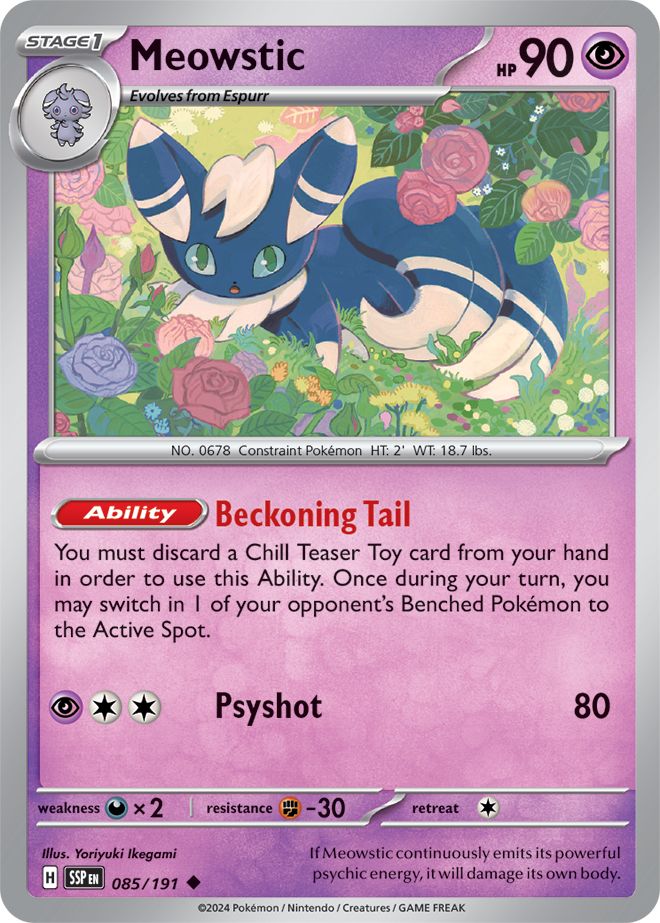 STAGE 1
Meowstic
HP 90
Evolves from Espurr
NO. 0678 Constraint Pokémon HT: 2' WT: 18.7 lbs.
Ability Beckoning Tail
You must discard a Chill Teaser Toy card from your hand
in order to use this Ability. Once during your turn, you
may switch in 1 of your opponent's Benched Pokémon to
the Active Spot.
Psyshot 80
weakness ×2 resistance -30 retreat
Illus. Yoriyuki Ikegami
H SSP EN 085/191
If Meowstic continuously emits its powerful
psychic energy, it will damage its own body.
©2024 Pokémon / Nintendo / Creatures / GAME FREAK